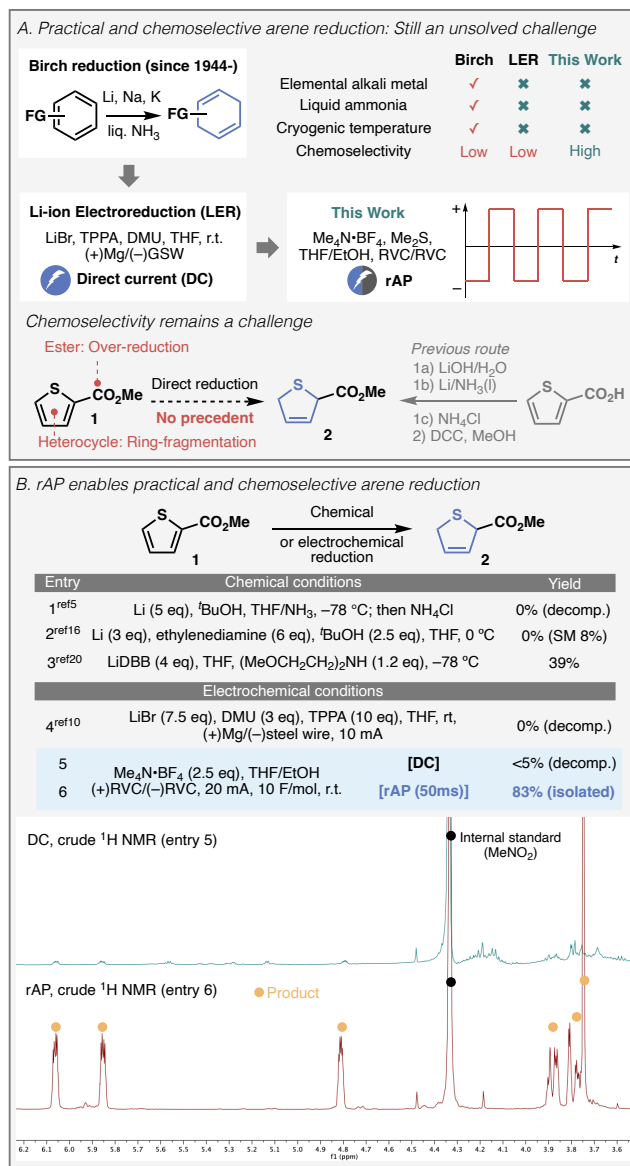 A. Practical and chemoselective arene reduction: Still an unsolved challenge
Birch reduction (since 1944-)
FG
Li, Na, K
liq. NH3
FG
Birch LER This Work
Elemental alkali metal ✓ ✖ ✖
Liquid ammonia ✓ ✖ ✖
Cryogenic temperature ✓ ✖ ✖
Chemoselectivity Low Low High
Li-ion Electroreduction (LER)
LiBr, TPPA, DMU, THF, r.t.
(+)Mg/(–)GSW
Direct current (DC)
This Work
Me4N•BF4, Me2S,
THF/EtOH, RVC/RVC
rAP
+
–
t
Chemoselectivity remains a challenge
Ester: Over-reduction
S
CO2Me
1
Heterocycle: Ring-fragmentation
Direct reduction
No precedent
S
CO2Me
2
Previous route
1a) LiOH/H2O
1b) Li/NH3(l)
1c) NH4Cl
2) DCC, MeOH
S
CO2H
B. rAP enables practical and chemoselective arene reduction
S
CO2Me
1
Chemical
or electrochemical
reduction
S
CO2Me
2
Entry Chemical conditions Yield
1ref5 Li (5 eq), tBuOH, THF/NH3, –78 °C; then NH4Cl 0% (decomp.)
2ref16 Li (3 eq), ethylenediamine (6 eq), tBuOH (2.5 eq), THF, 0 ºC 0% (SM 8%)
3ref20 LiDBB (4 eq), THF, (MeOCH2CH2)2NH (1.2 eq), –78 ºC 39%
Electrochemical conditions
4ref10 LiBr (7.5 eq), DMU (3 eq), TPPA (10 eq), THF, rt, (+)Mg/(–)steel wire, 10 mA 0% (decomp.)
5 [DC] <5% (decomp.)
Me4N•BF4 (2.5 eq), THF/EtOH
(+)RVC/(–)RVC, 20 mA, 10 F/mol, r.t.
6 [rAP (50ms)] 83% (isolated)
DC, crude 1H NMR (entry 5)
Internal standard
(MeNO2)
rAP, crude 1H NMR (entry 6)
Product
6.2 6.1 6.0 5.9 5.8 5.7 5.6 5.5 5.4 5.3 5.2 5.1 5.0 4.9 4.8 4.7 4.6 4.5 4.4 4.3 4.2 4.1 4.0 3.9 3.8 3.7 3.6
f1 (ppm)